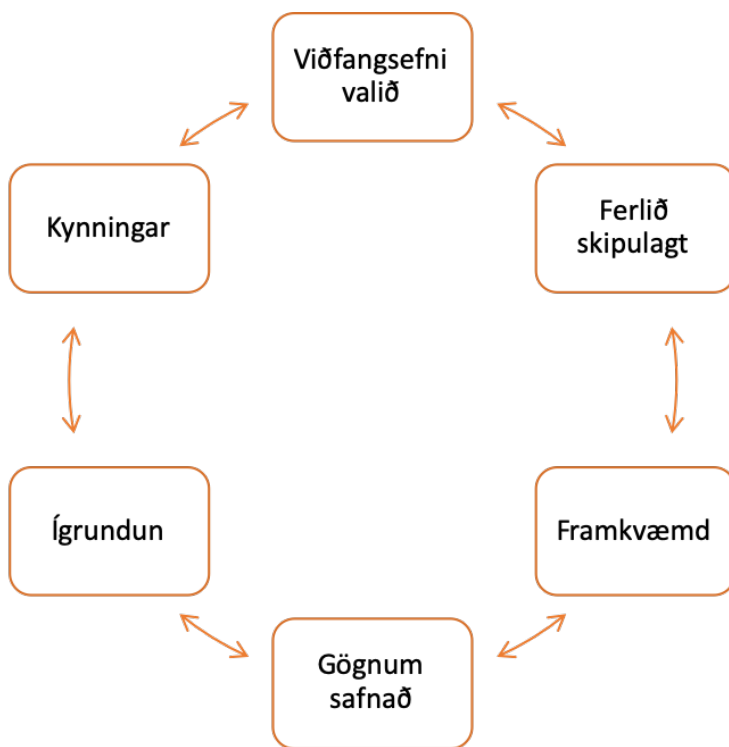 Viðfangsefni
valið
Ferlið
skipulagt
Framkvæmd
Gögnum
safnað
Ígrundun
Kynningar